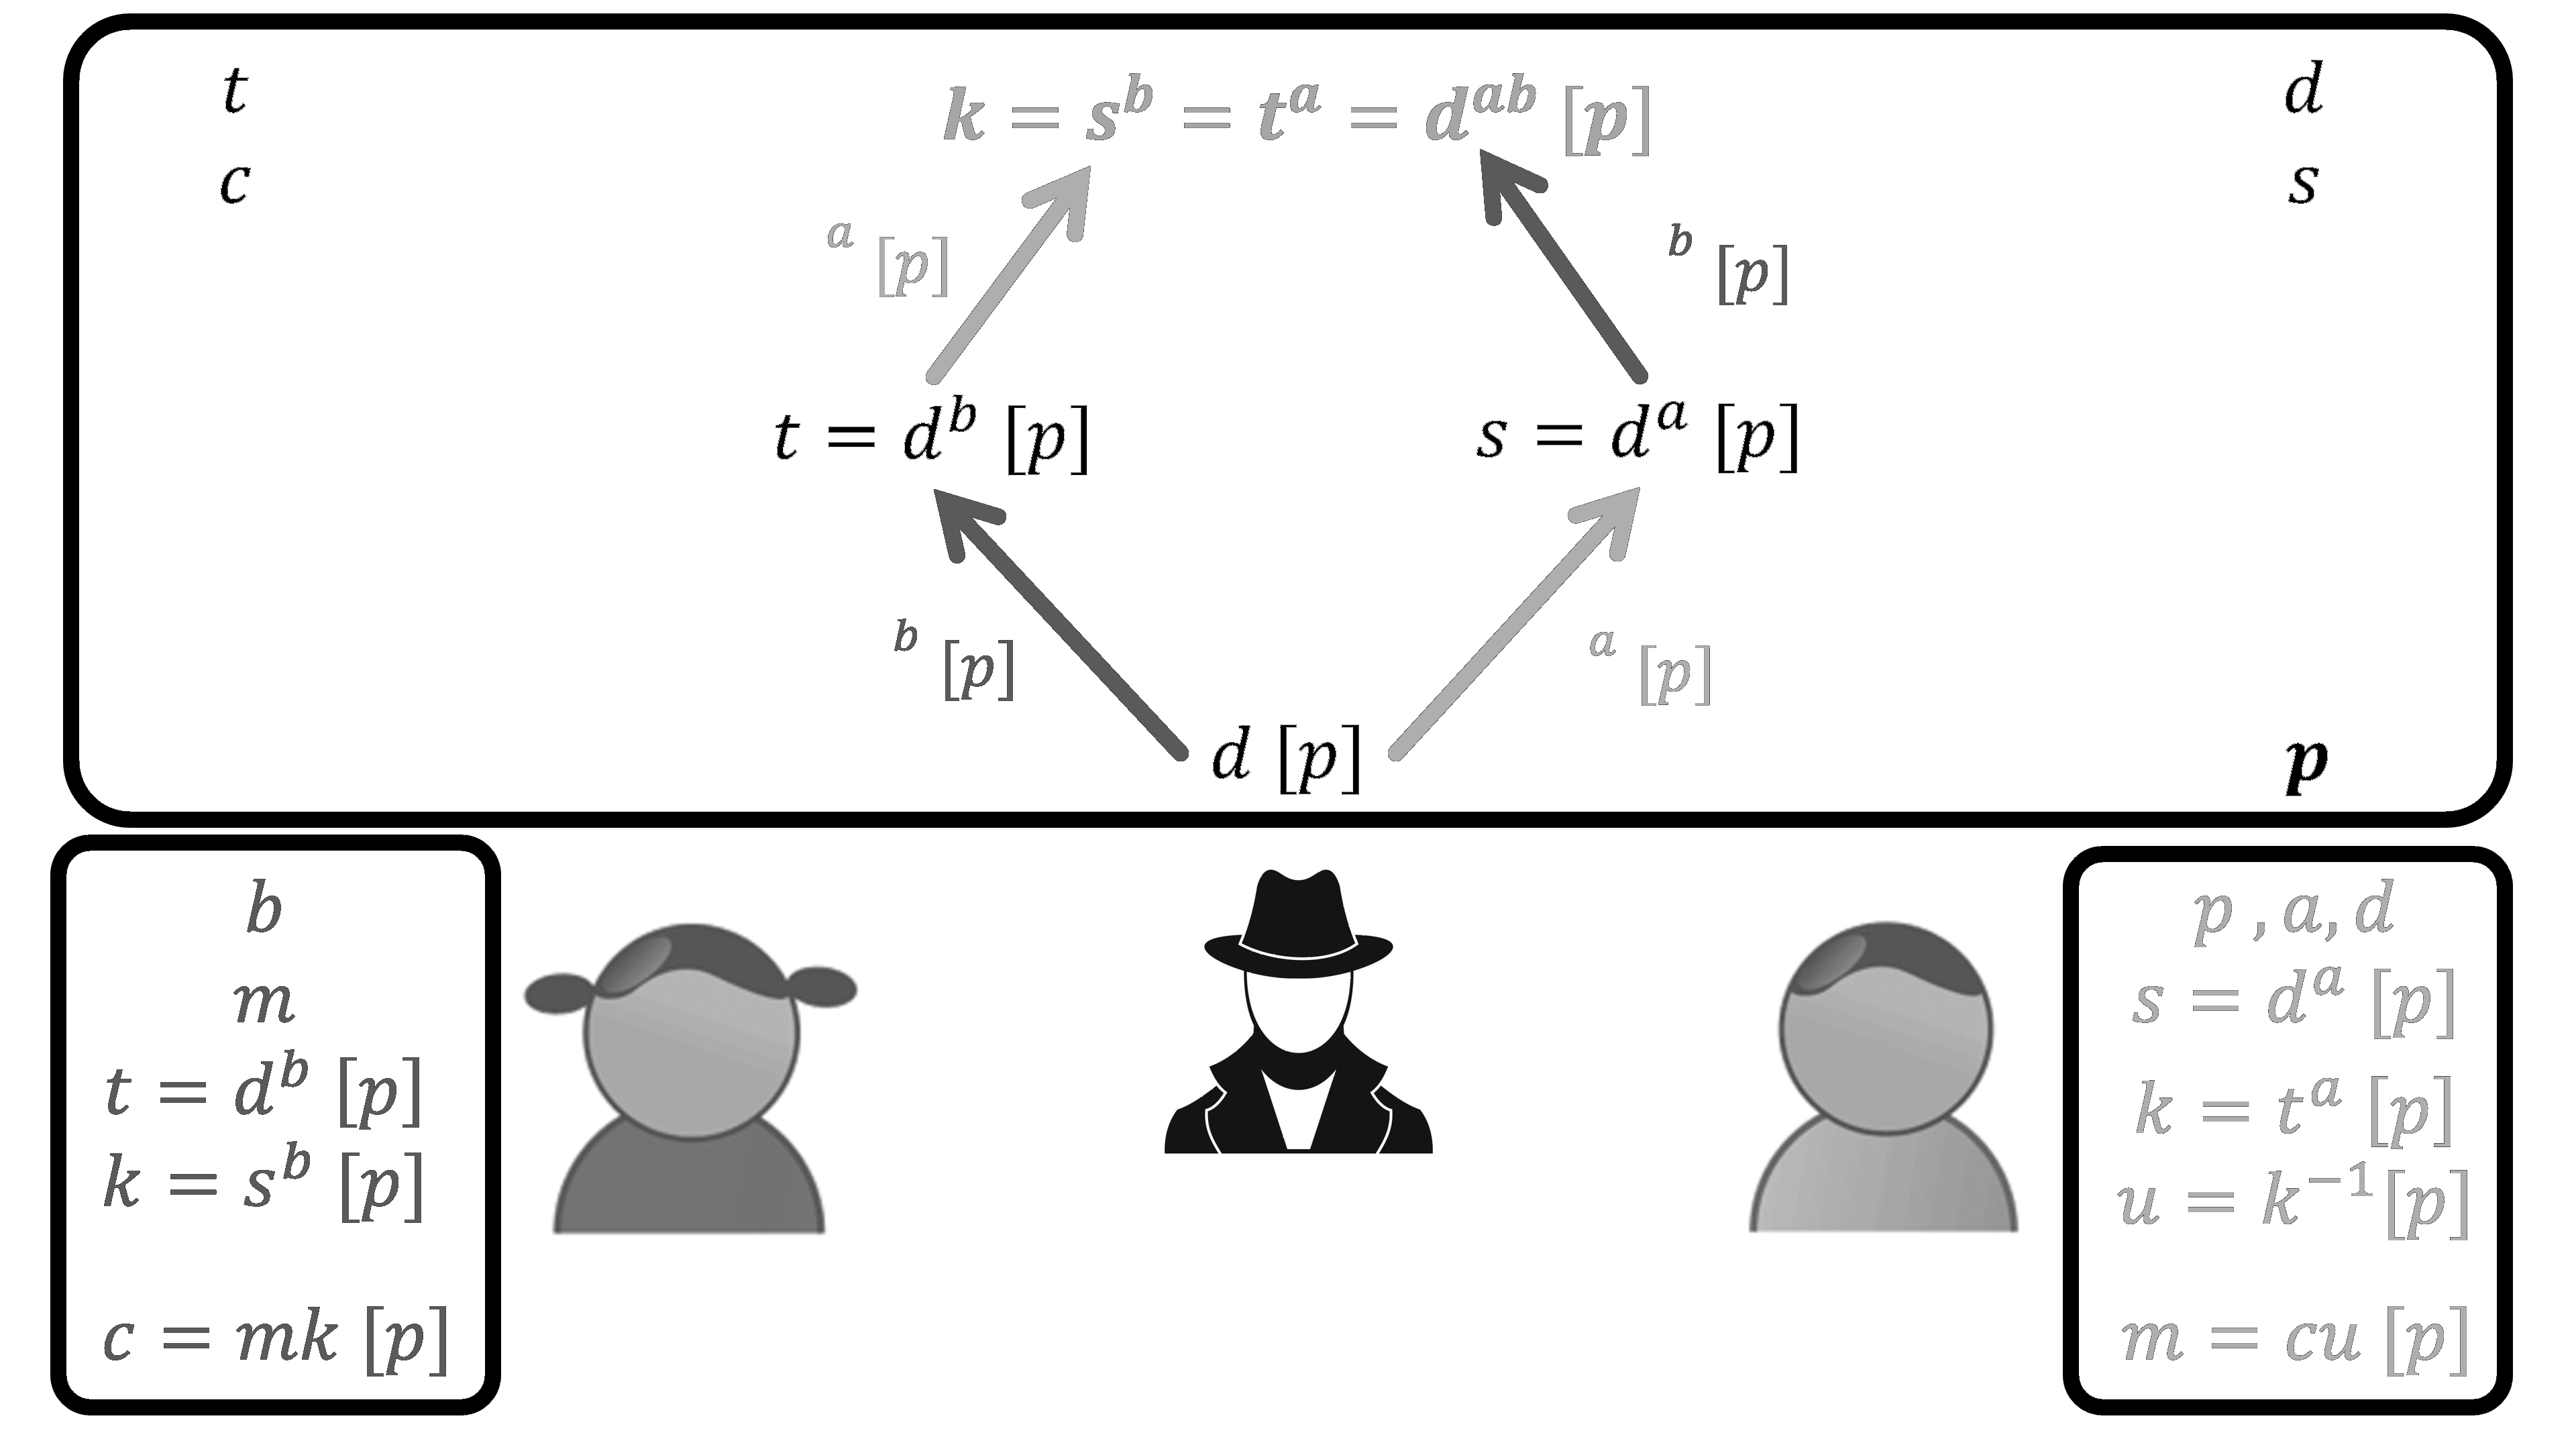 t
c
d
s
k = s^b = t^a = d^{ab} [p]
a [p]
b [p]
t = d^b [p]
s = d^a [p]
b [p]
a [p]
d [p]
p
b
m
t = d^b [p]
k = s^b [p]
c = mk [p]
p , a, d
s = d^a [p]
k = t^a [p]
u = k^{-1} [p]
m = cu [p]